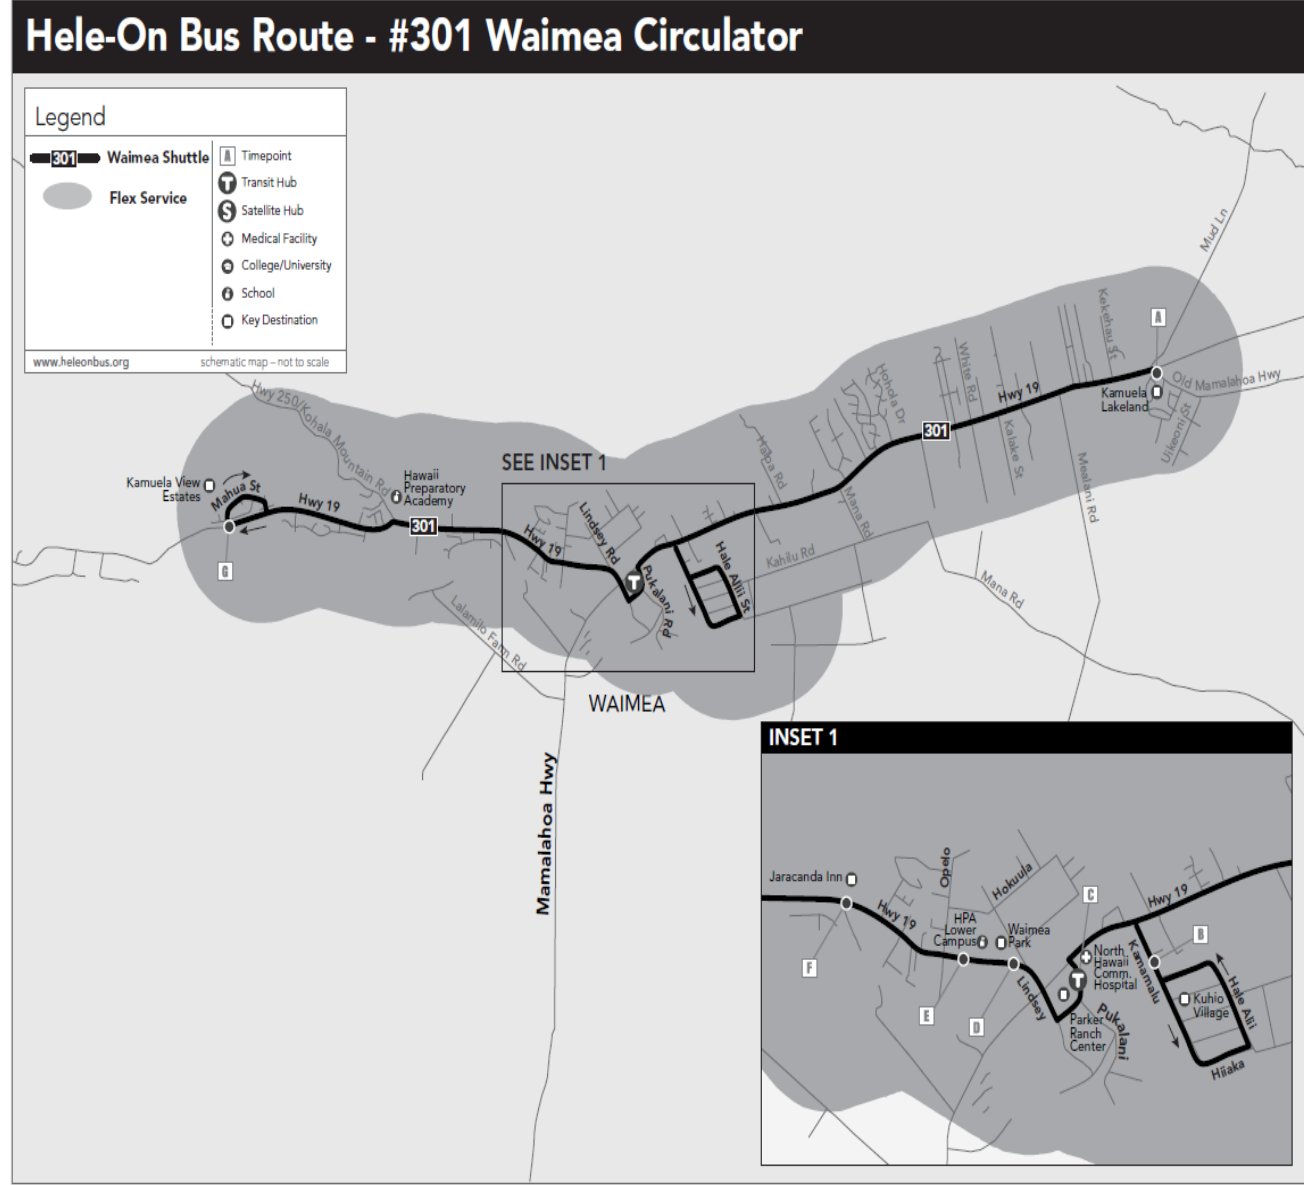 Hele-On Bus Route - #301 Waimea Circulator
Legend
301
Waimea Shuttle
Flex Service
A Timepoint
T Transit Hub
S Satellite Hub
Medical Facility
College/University
School
Key Destination
www.heleonbus.org
schematic map – not to scale
Mud Ln
Kekehau St
A
Old Mamalahoa Hwy
Kamuela
Lakeland
Uikeoni St
Hwy 19
White Rd
Hohola Dr
301
Kalake St
Mealani Rd
Haipa Rd
Mana Rd
Kahilu Rd
Mana Rd
Hwy 250/Kohala Mountain Rd
Kamuela View
Estates
Mahua St
Hwy 19
Hawaii
Preparatory
Academy
301
G
SEE INSET 1
Lindsey Rd
Hwy 19
T
Pukalani Rd
Hale Alii St
Lalamilo Farm Rd
WAIMEA
Mamalahoa Hwy
INSET 1
Jaracanda Inn
Opelo
Hokuula
C
Hwy 19
Hwy 19
HPA
Lower
Campus
Waimea
Park
B
F
North
Hawaii
Comm.
Hospital
T
Kamamalu
Kuhio
Village
Hale Alii
Lindsey
E
D
Parker
Ranch
Center
Pukalani
Hiiaka